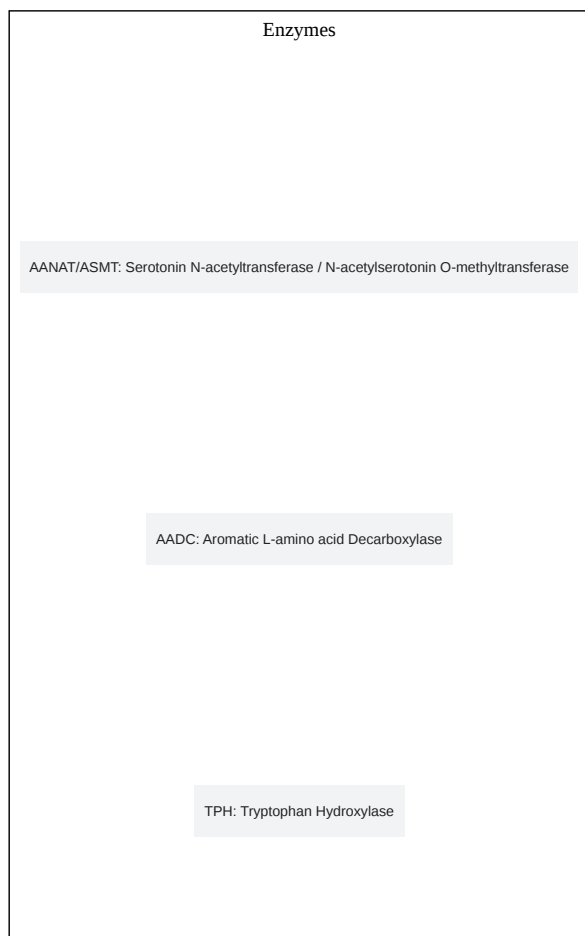 Enzymes
AANAT/ASMT: Serotonin N-acetyltransferase / N-acetylserotonin O-methyltransferase
AADC: Aromatic L-amino acid Decarboxylase
TPH: Tryptophan Hydroxylase